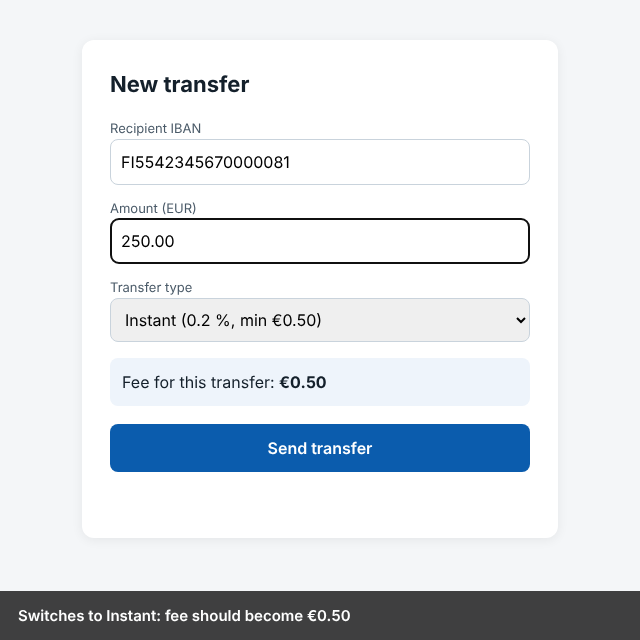 New transfer
Recipient IBAN
FI5542345670000081
Amount (EUR)
250.00
Transfer type
Instant (0.2 %, min €0.50)
Fee for this transfer: €0.50
Send transfer
Switches to Instant: fee should become €0.50